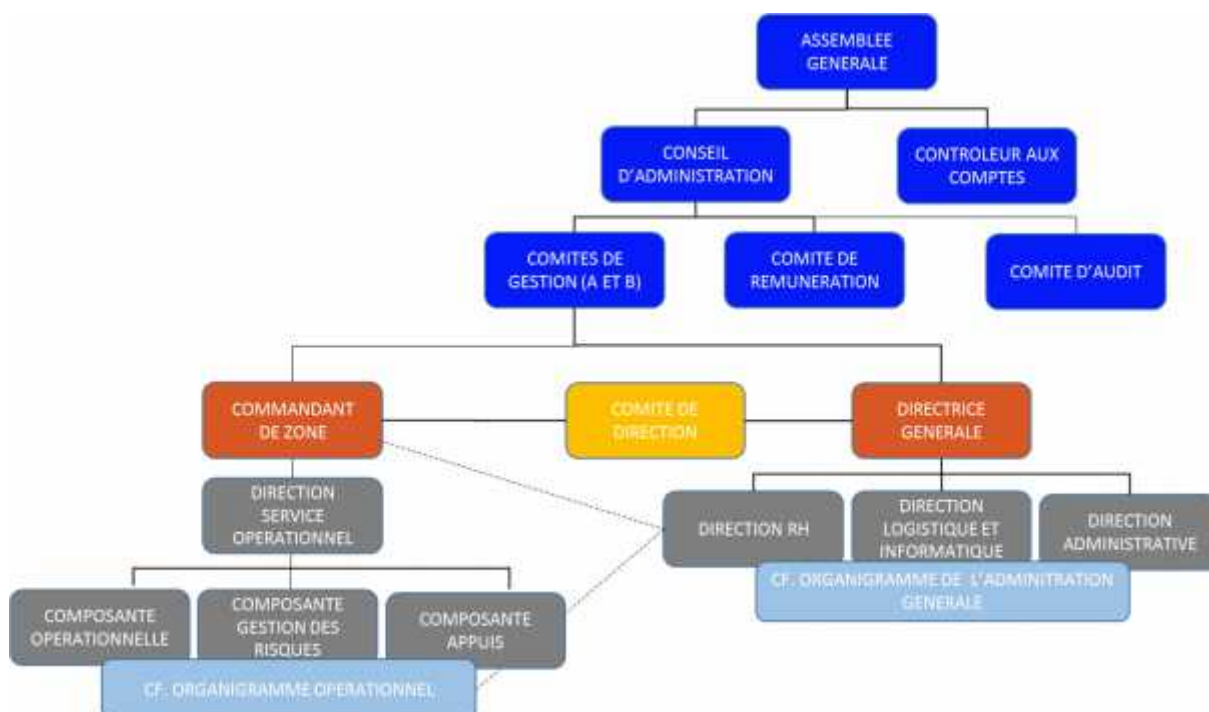 ASSEMBLEE
GENERALE
CONSEIL
D'ADMINISTRATION
CONTROLEUR AUX
COMPTES
COMITES DE
GESTION (A ET B)
COMITE DE
REMUNERATION
COMITE D'AUDIT
COMMANDANT
DE ZONE
COMITE DE
DIRECTION
DIRECTRICE
GENERALE
DIRECTION
SERVICE
OPERATIONNEL
DIRECTION RH
DIRECTION
LOGISTIQUE ET
INFORMATIQUE
DIRECTION
ADMINISTRATIVE
CF. ORGANIGRAMME DE L'ADMINITRATION
GENERALE
COMPOSANTE
OPERATIONNELLE
COMPOSANTE
GESTION DES
RISQUES
COMPOSANTE
APPUIS
CF. ORGANIGRAMME OPERATIONNEL